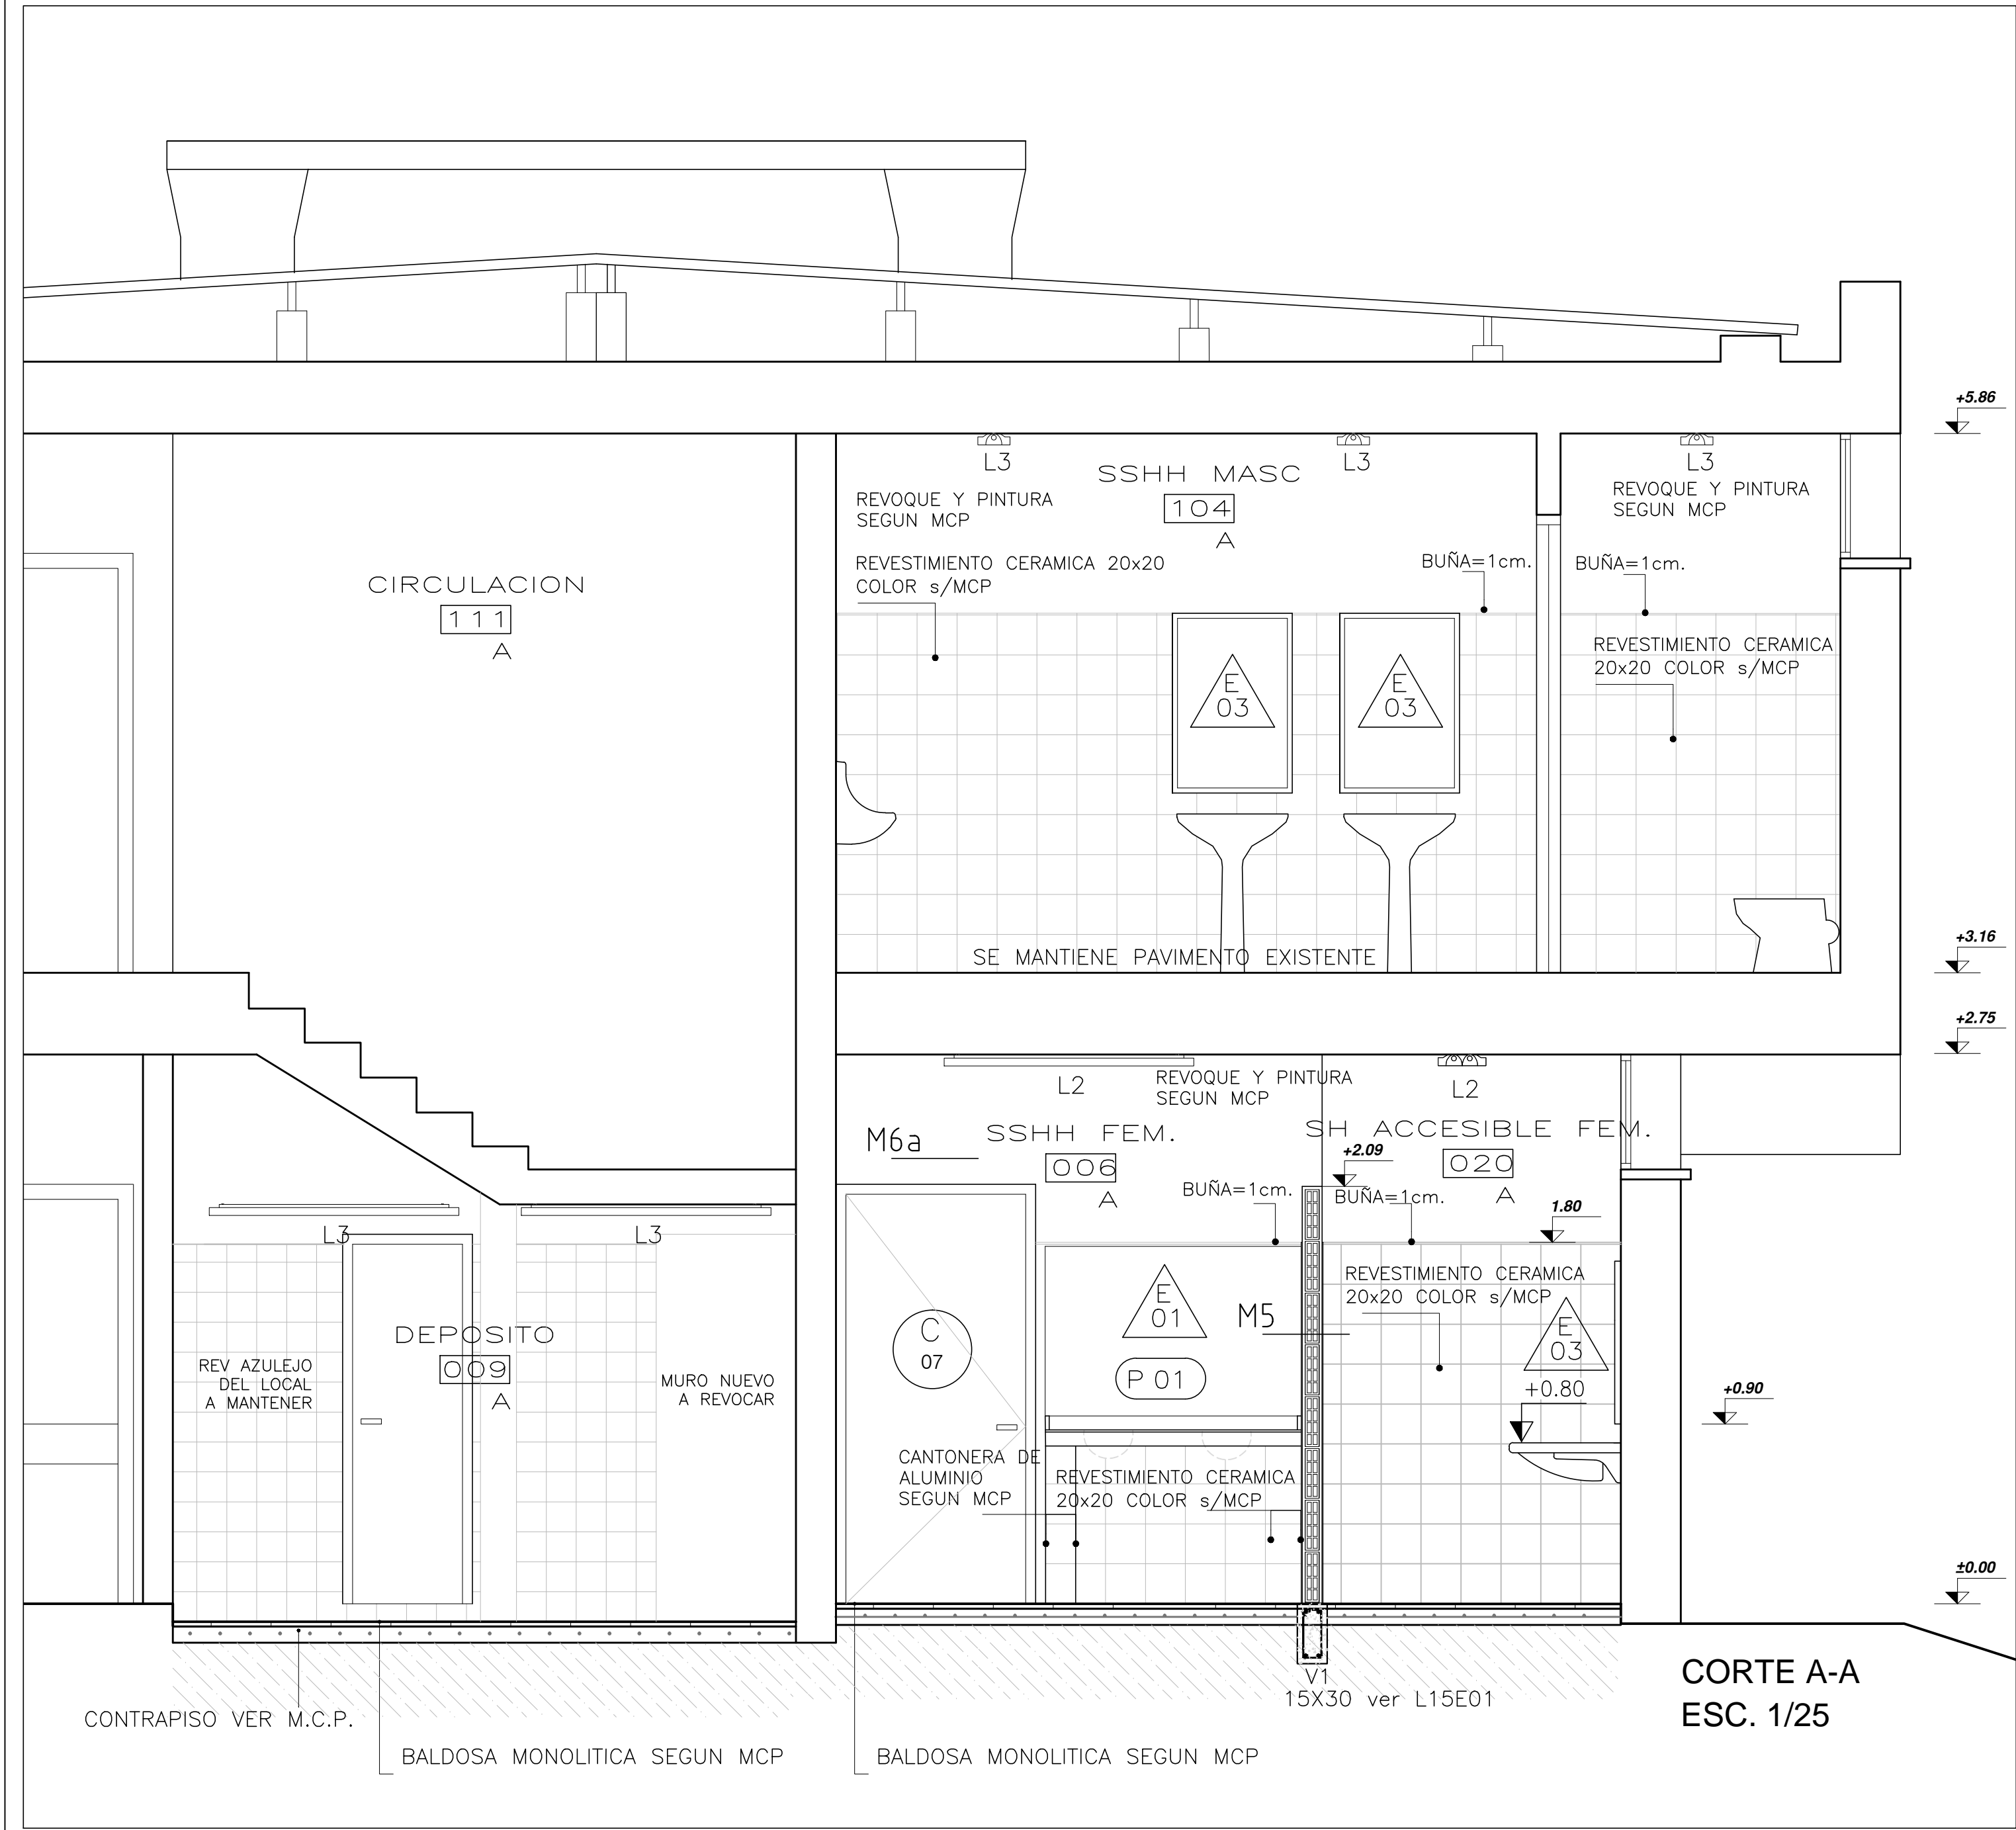 +5.86
L3
L3
L3
SSHH MASC
104
A
REVOQUE Y PINTURA
SEGUN MCP
REVOQUE Y PINTURA
SEGUN MCP
REVESTIMIENTO CERAMICA 20x20
COLOR s/MCP
BUÑA=1cm.
BUÑA=1cm.
CIRCULACION
111
A
REVESTIMIENTO CERAMICA
20x20 COLOR s/MCP
E
03
E
03
SE MANTIENE PAVIMENTO EXISTENTE
+3.16
+2.75
L2
REVOQUE Y PINTURA
SEGUN MCP
L2
M6a
SSHH FEM.
006
A
SH ACCESIBLE FEM.
020
A
+2.09
BUÑA=1cm.
BUÑA=1cm.
1.80
L3
L3
REVESTIMIENTO CERAMICA
20x20 COLOR s/MCP
E
01
M5
P 01
C
07
E
03
+0.80
+0.90
DEPOSITO
009
A
REV AZULEJO
DEL LOCAL
A MANTENER
MURO NUEVO
A REVOCAR
CANTONERA DE
ALUMINIO
SEGUN MCP
REVESTIMIENTO CERAMICA
20x20 COLOR s/MCP
±0.00
V1
15X30 ver L15E01
CONTRAPISO VER M.C.P.
BALDOSA MONOLITICA SEGUN MCP
BALDOSA MONOLITICA SEGUN MCP
CORTE A-A
ESC. 1/25